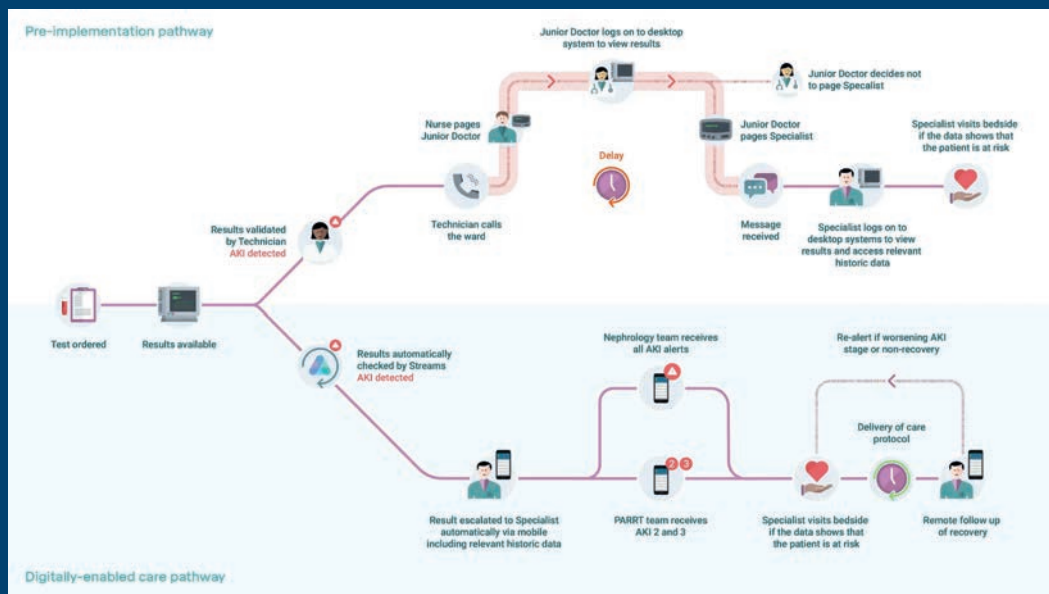 Pre-implementation pathway
Junior Doctor logs on to desktop
system to view results
Junior Doctor decides not
to page Specalist
Nurse pages
Junior Doctor
Junior Doctor
pages Specialist
Specialist visits bedside
if the data shows that
the patient is at risk
Delay
Results validated
by Technician
AKI detected
Technician calls
the ward
Message
received
Specialist logs on to
desktop systems to view
results and access relevant
historic data
Test ordered
Results available
Results automatically
checked by Streams
AKI detected
Nephrology team receives
all AKI alerts
Re-alert if worsening AKI
stage or non-recovery
Delivery of care
protocol
2 3
Result escalated to Specialist
automatically via mobile
including relevant historic data
PARRT team receives
AKI 2 and 3
Specialist visits bedside
if the data shows that
the patient is at risk
Remote follow up
of recovery
Digitally-enabled care pathway